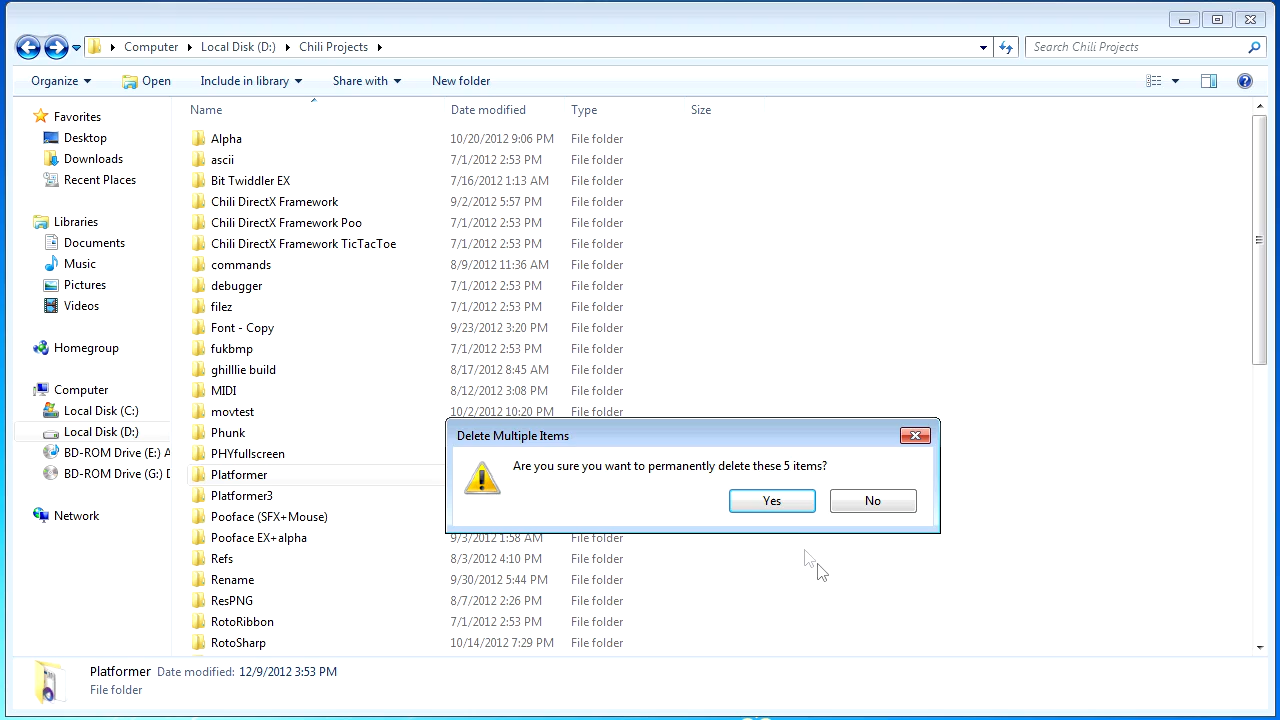 Computer Local Disk (D:) Chili Projects Search Chili Projects
Organize Open Include in library Share with New folder
Name Date modified Type Size
Favorites
Desktop
Downloads
Recent Places
Libraries
Documents
Music
Pictures
Videos
Homegroup
Computer
Local Disk (C:)
Local Disk (D:)
BD-ROM Drive (E:) A
BD-ROM Drive (G:) D
Network
Alpha 10/20/2012 9:06 PM File folder
ascii 7/1/2012 2:53 PM File folder
Bit Twiddler EX 7/16/2012 1:13 AM File folder
Chili DirectX Framework 9/2/2012 5:57 PM File folder
Chili DirectX Framework Poo 7/1/2012 2:53 PM File folder
Chili DirectX Framework TicTacToe 7/1/2012 2:53 PM File folder
commands 8/9/2012 11:36 AM File folder
debugger 7/1/2012 2:53 PM File folder
filez 7/1/2012 2:53 PM File folder
Font - Copy 9/23/2012 3:20 PM File folder
fukbmp 7/1/2012 2:53 PM File folder
ghilllie build 8/17/2012 8:45 AM File folder
MIDI 8/12/2012 3:08 PM File folder
movtest 10/2/2012 10:20 PM File folder
Phunk
PHYfullscreen
Platformer
Platformer3
Pooface (SFX+Mouse)
Pooface EX+alpha 9/3/2012 1:58 AM File folder
Refs 8/3/2012 4:10 PM File folder
Rename 9/30/2012 5:44 PM File folder
ResPNG 8/7/2012 2:26 PM File folder
RotoRibbon 7/1/2012 2:53 PM File folder
RotoSharp 10/14/2012 7:29 PM File folder
Delete Multiple Items
Are you sure you want to permanently delete these 5 items?
Yes No
Platformer Date modified: 12/9/2012 3:53 PM
File folder